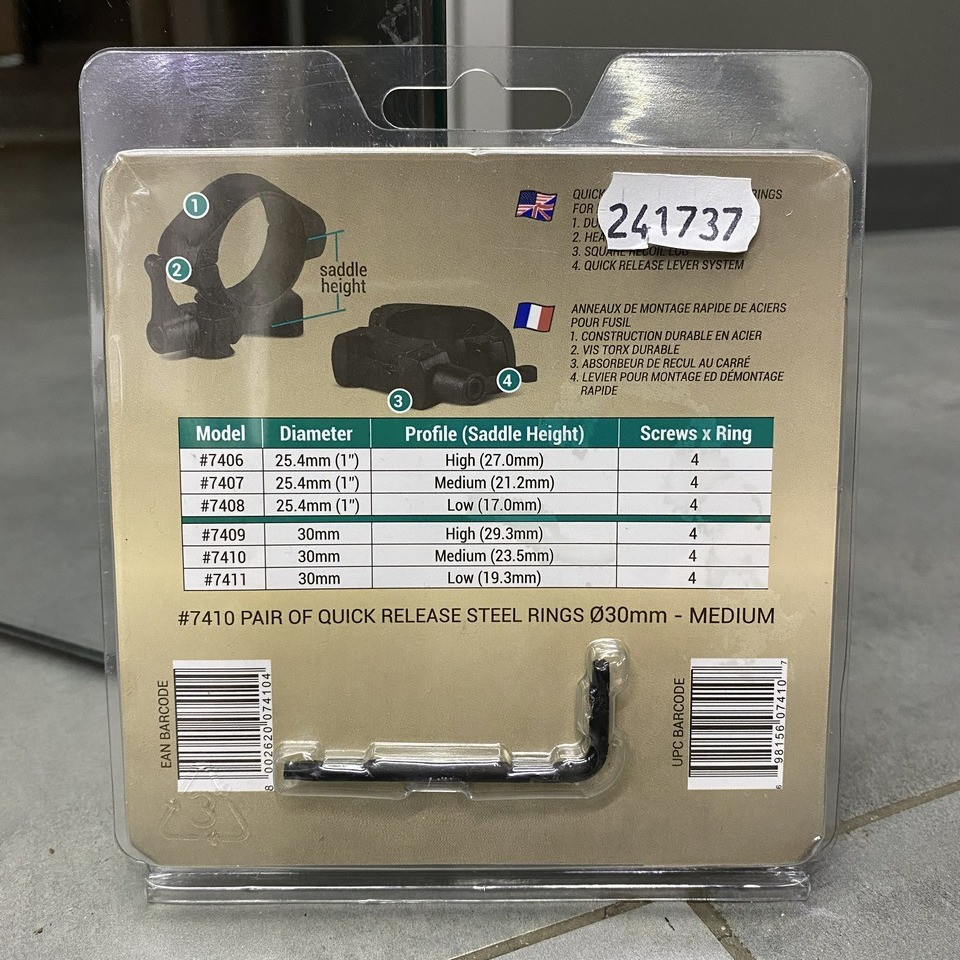 1
2
saddle
height
3
4
QUICK
RINGS
FOR
1. DU
2. HEA
3. SQUARE RECOIL LUG
4. QUICK RELEASE LEVER SYSTEM
241737
ANNEAUX DE MONTAGE RAPIDE DE ACIERS
POUR FUSIL
1. CONSTRUCTION DURABLE EN ACIER
2. VIS TORX DURABLE
3. ABSORBEUR DE RECUL AU CARRÉ
4. LEVIER POUR MONTAGE ED DÉMONTAGE
RAPIDE
Model Diameter Profile (Saddle Height) Screws x Ring
#7406 25.4mm (1") High (27.0mm) 4
#7407 25.4mm (1") Medium (21.2mm) 4
#7408 25.4mm (1") Low (17.0mm) 4
#7409 30mm High (29.3mm) 4
#7410 30mm Medium (23.5mm) 4
#7411 30mm Low (19.3mm) 4
#7410 PAIR OF QUICK RELEASE STEEL RINGS Ø30mm - MEDIUM
EAN BARCODE
8 002620 074104
UPC BARCODE
6 98156 07410 7
3